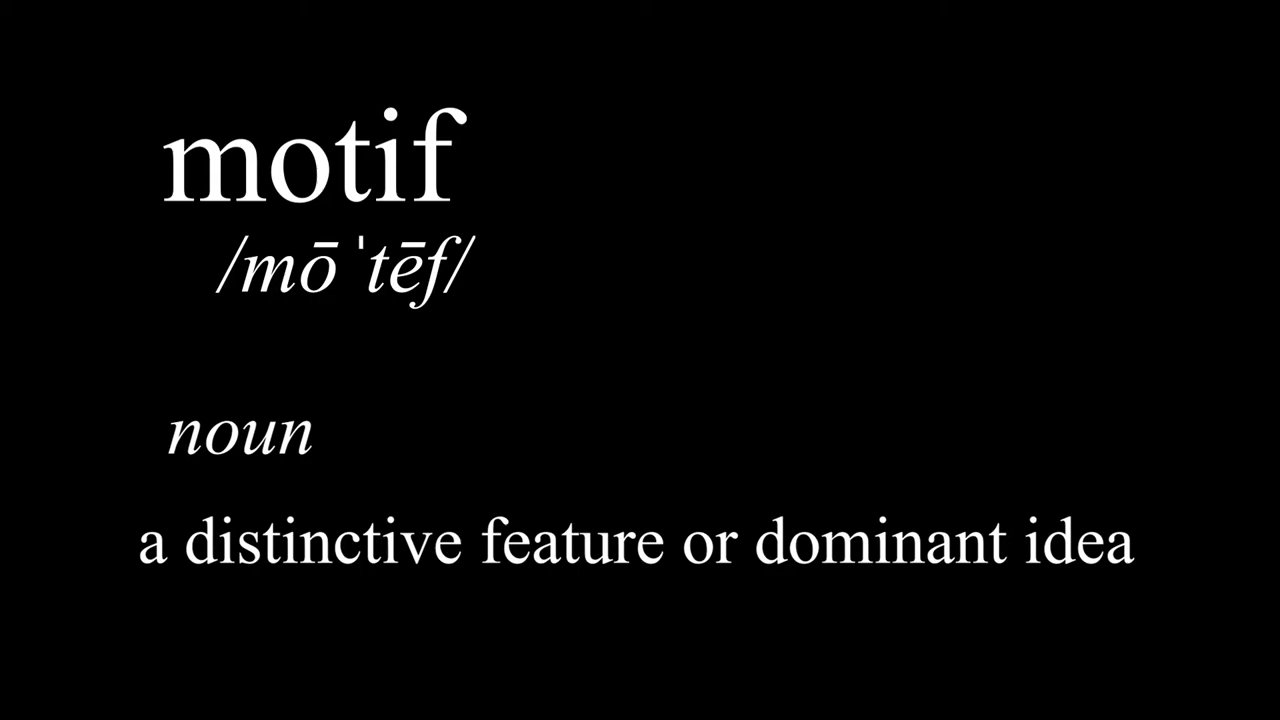 motif
/mō ˈtēf/
noun
a distinctive feature or dominant idea